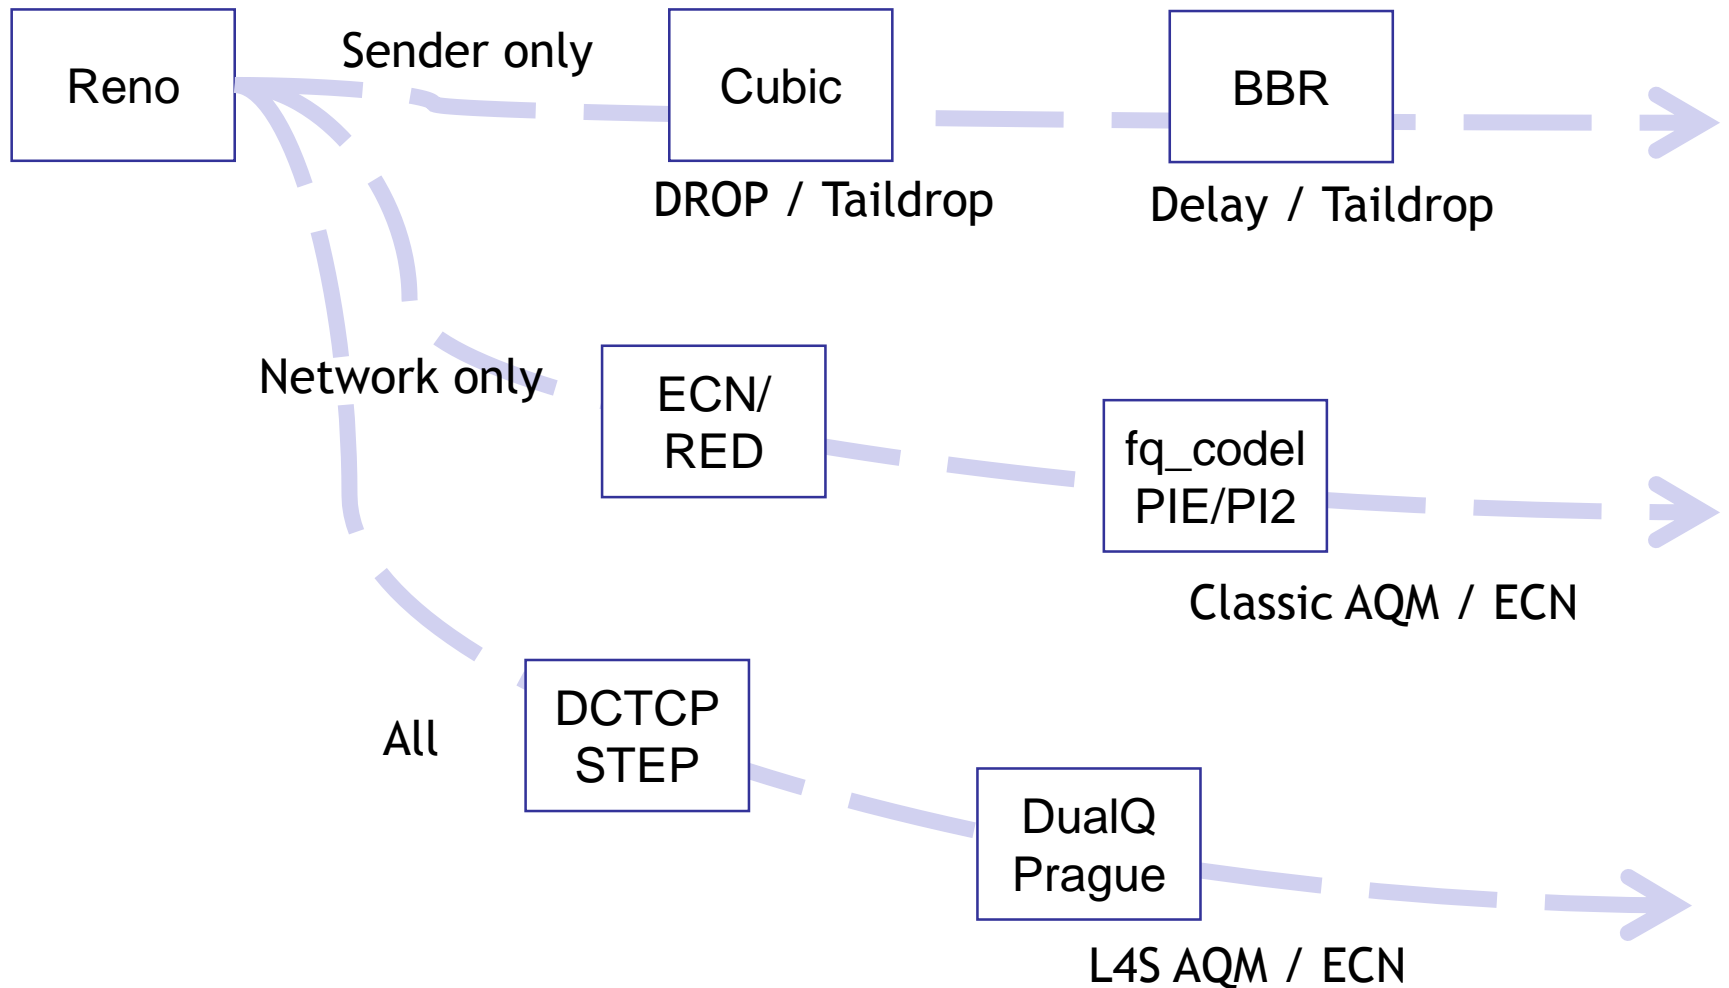 Reno
Sender only
Cubic
BBR
DROP / Taildrop
Delay / Taildrop
Network only
ECN/
RED
fq_codel
PIE/PI2
Classic AQM / ECN
All
DCTCP
STEP
DualQ
Prague
L4S AQM / ECN